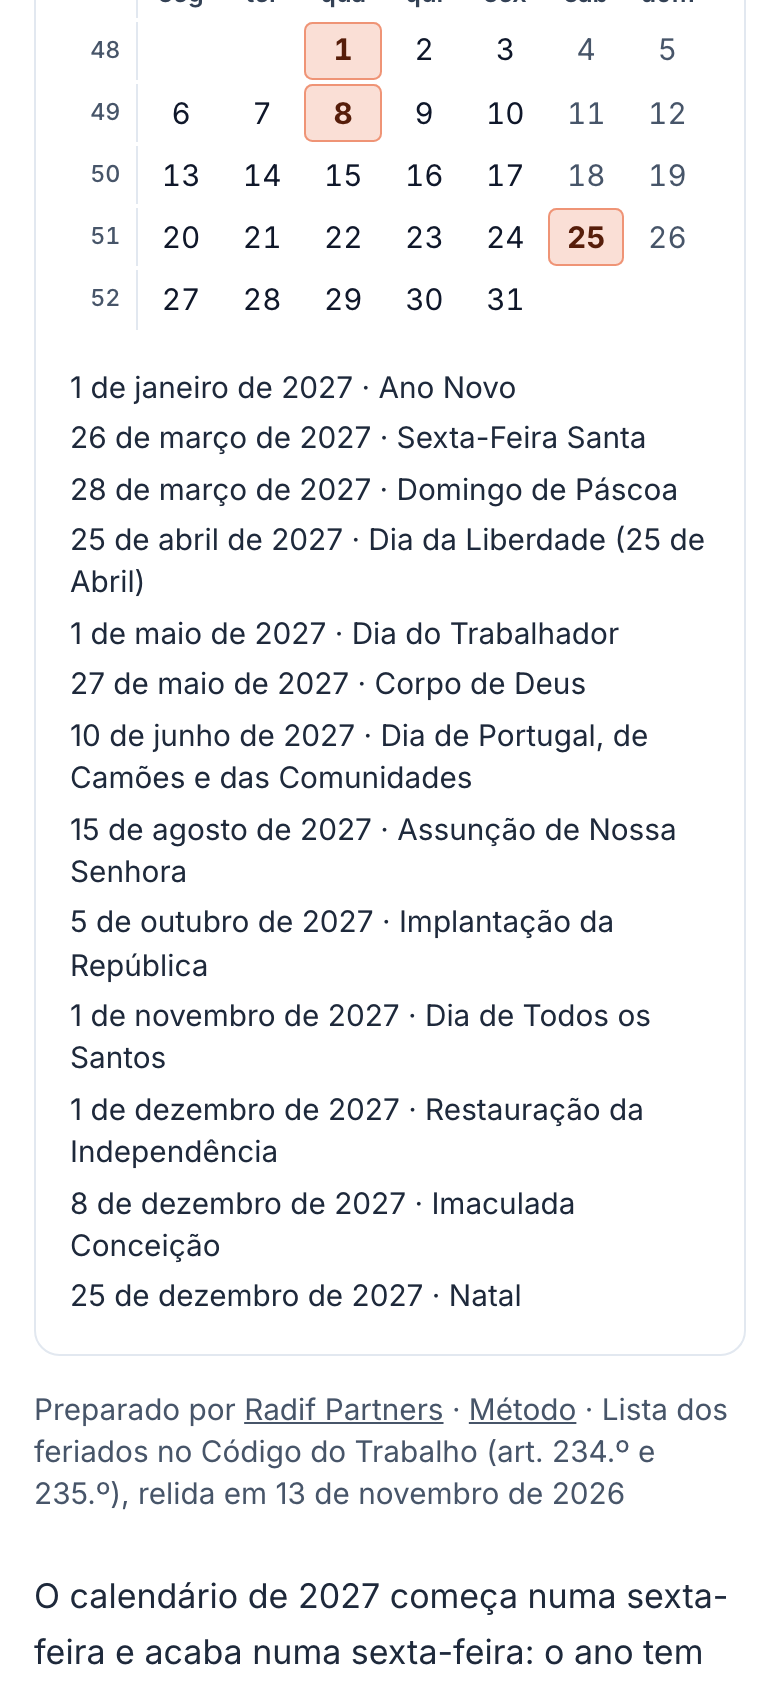 seg ter qua qui sex sáb dom
48 1 2 3 4 5
49 6 7 8 9 10 11 12
50 13 14 15 16 17 18 19
51 20 21 22 23 24 25 26
52 27 28 29 30 31
1 de janeiro de 2027 · Ano Novo
26 de março de 2027 · Sexta-Feira Santa
28 de março de 2027 · Domingo de Páscoa
25 de abril de 2027 · Dia da Liberdade (25 de
Abril)
1 de maio de 2027 · Dia do Trabalhador
27 de maio de 2027 · Corpo de Deus
10 de junho de 2027 · Dia de Portugal, de
Camões e das Comunidades
15 de agosto de 2027 · Assunção de Nossa
Senhora
5 de outubro de 2027 · Implantação da
República
1 de novembro de 2027 · Dia de Todos os
Santos
1 de dezembro de 2027 · Restauração da
Independência
8 de dezembro de 2027 · Imaculada
Conceição
25 de dezembro de 2027 · Natal
Preparado por Radif Partners · Método · Lista dos
feriados no Código do Trabalho (art. 234.º e
235.º), relida em 13 de novembro de 2026
O calendário de 2027 começa numa sexta-
feira e acaba numa sexta-feira: o ano tem